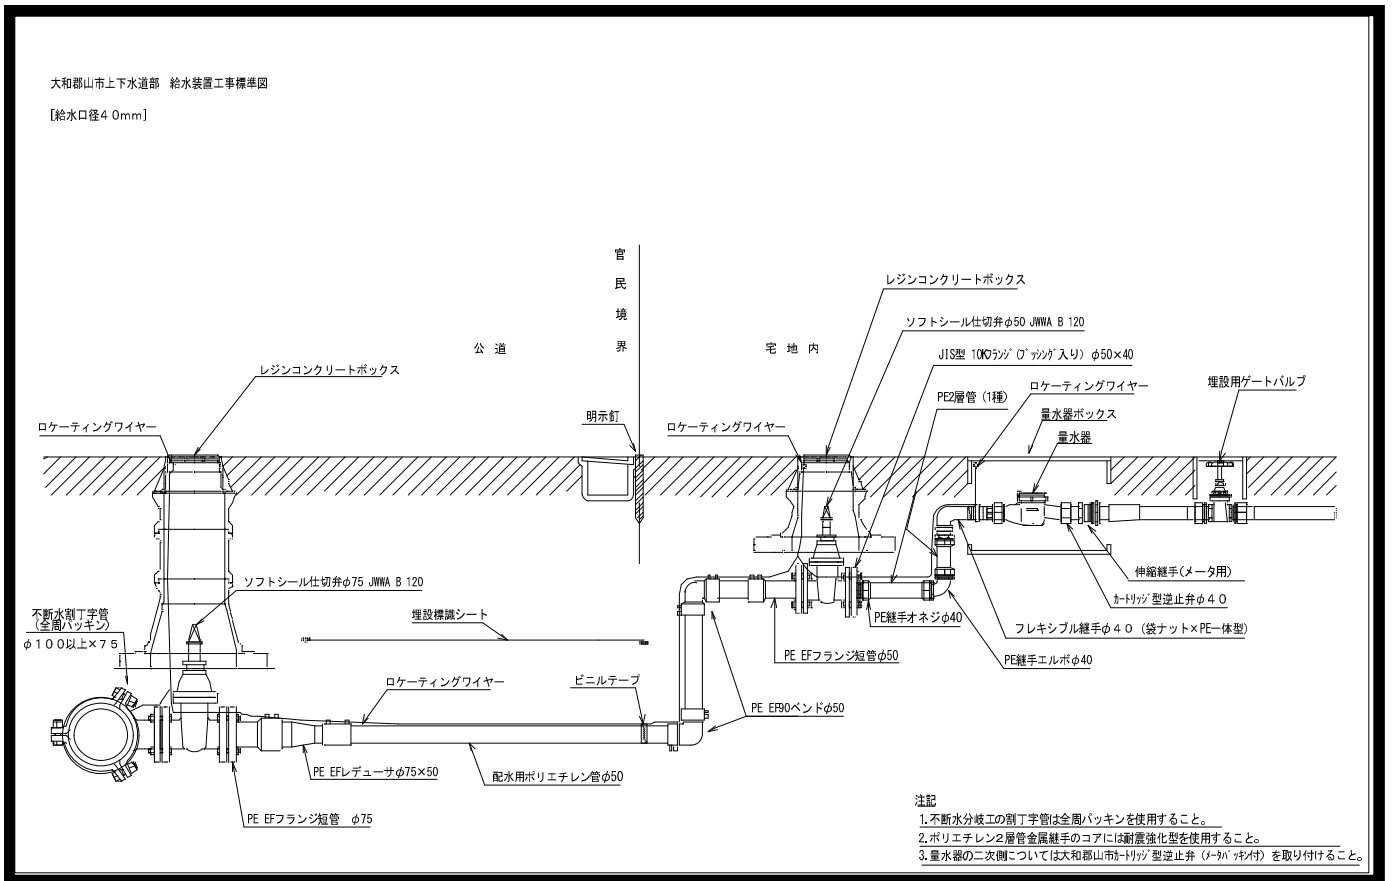 大和郡山市上下水道部　給水装置工事標準図
[給水口径４０mm]
官民境界
公道
宅地内
レジンコンクリートボックス
ソフトシール仕切弁φ50 JWWA B 120
JIS型 10Kﾌﾗﾝｼﾞ(ﾌﾞｯｼﾝｸﾞ入り) φ50×40
レジンコンクリートボックス
PE2層管 (1種)
ロケーティングワイヤー
埋設用ゲートバルブ
量水器ボックス
量水器
明示釘
ロケーティングワイヤー
ロケーティングワイヤー
ソフトシール仕切弁φ75 JWWA B 120
伸縮継手(メータ用)
ｶｰﾄﾘｯｼﾞ型逆止弁φ４０
不断水割丁字管
(全周パッキン)
φ１００以上×７５
埋設標識シート
PE継手オネジφ40
フレキシブル継手φ４０ (袋ナット×PE一体型)
PE EFフランジ短管φ50
PE継手エルボφ40
ロケーティングワイヤー
ビニルテープ
PE EF90ベンドφ50
PE EFレデューサφ75×50
配水用ポリエチレン管φ50
PE EFフランジ短管　φ75
注記
1.不断水分岐工の割丁字管は全周パッキンを使用すること。
2.ポリエチレン2層管金属継手のコアには耐震強化型を使用すること。
3.量水器の二次側については大和郡山市ｶｰﾄﾘｯｼﾞ型逆止弁 (ﾒｰﾀﾊﾟｯｷﾝ付) を取り付けること。